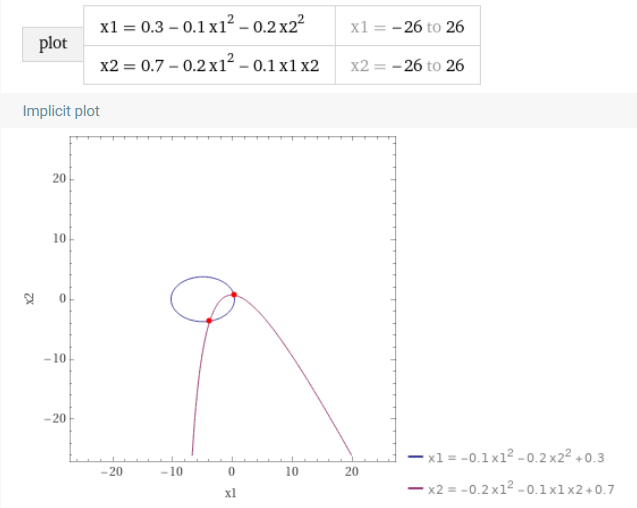 plot
x1 = 0.3 − 0.1 x1² − 0.2 x2²
x1 = −26 to 26
x2 = 0.7 − 0.2 x1² − 0.1 x1 x2
x2 = −26 to 26
Implicit plot
20
10
0
−10
−20
x2
−20
−10
0
10
20
x1
x1 = −0.1 x1² − 0.2 x2² + 0.3
x2 = −0.2 x1² − 0.1 x1 x2 + 0.7